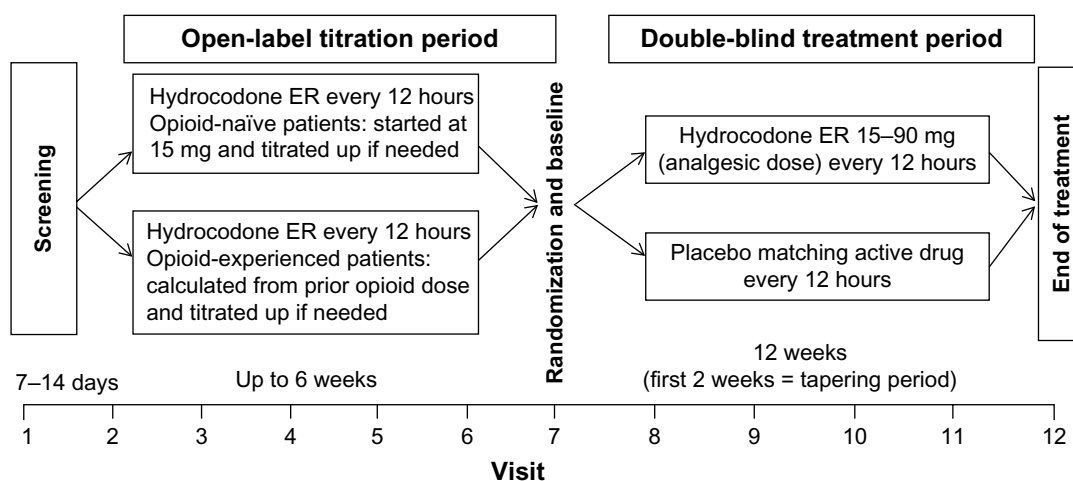 Open-label titration period
Double-blind treatment period
Screening
Hydrocodone ER every 12 hours
Opioid-naïve patients: started at
15 mg and titrated up if needed
Hydrocodone ER every 12 hours
Opioid-experienced patients:
calculated from prior opioid dose
and titrated up if needed
Randomization and baseline
Hydrocodone ER 15–90 mg
(analgesic dose) every 12 hours
Placebo matching active drug
every 12 hours
End of treatment
7–14 days
Up to 6 weeks
12 weeks
(first 2 weeks = tapering period)
1 2 3 4 5 6 7 8 9 10 11 12
Visit